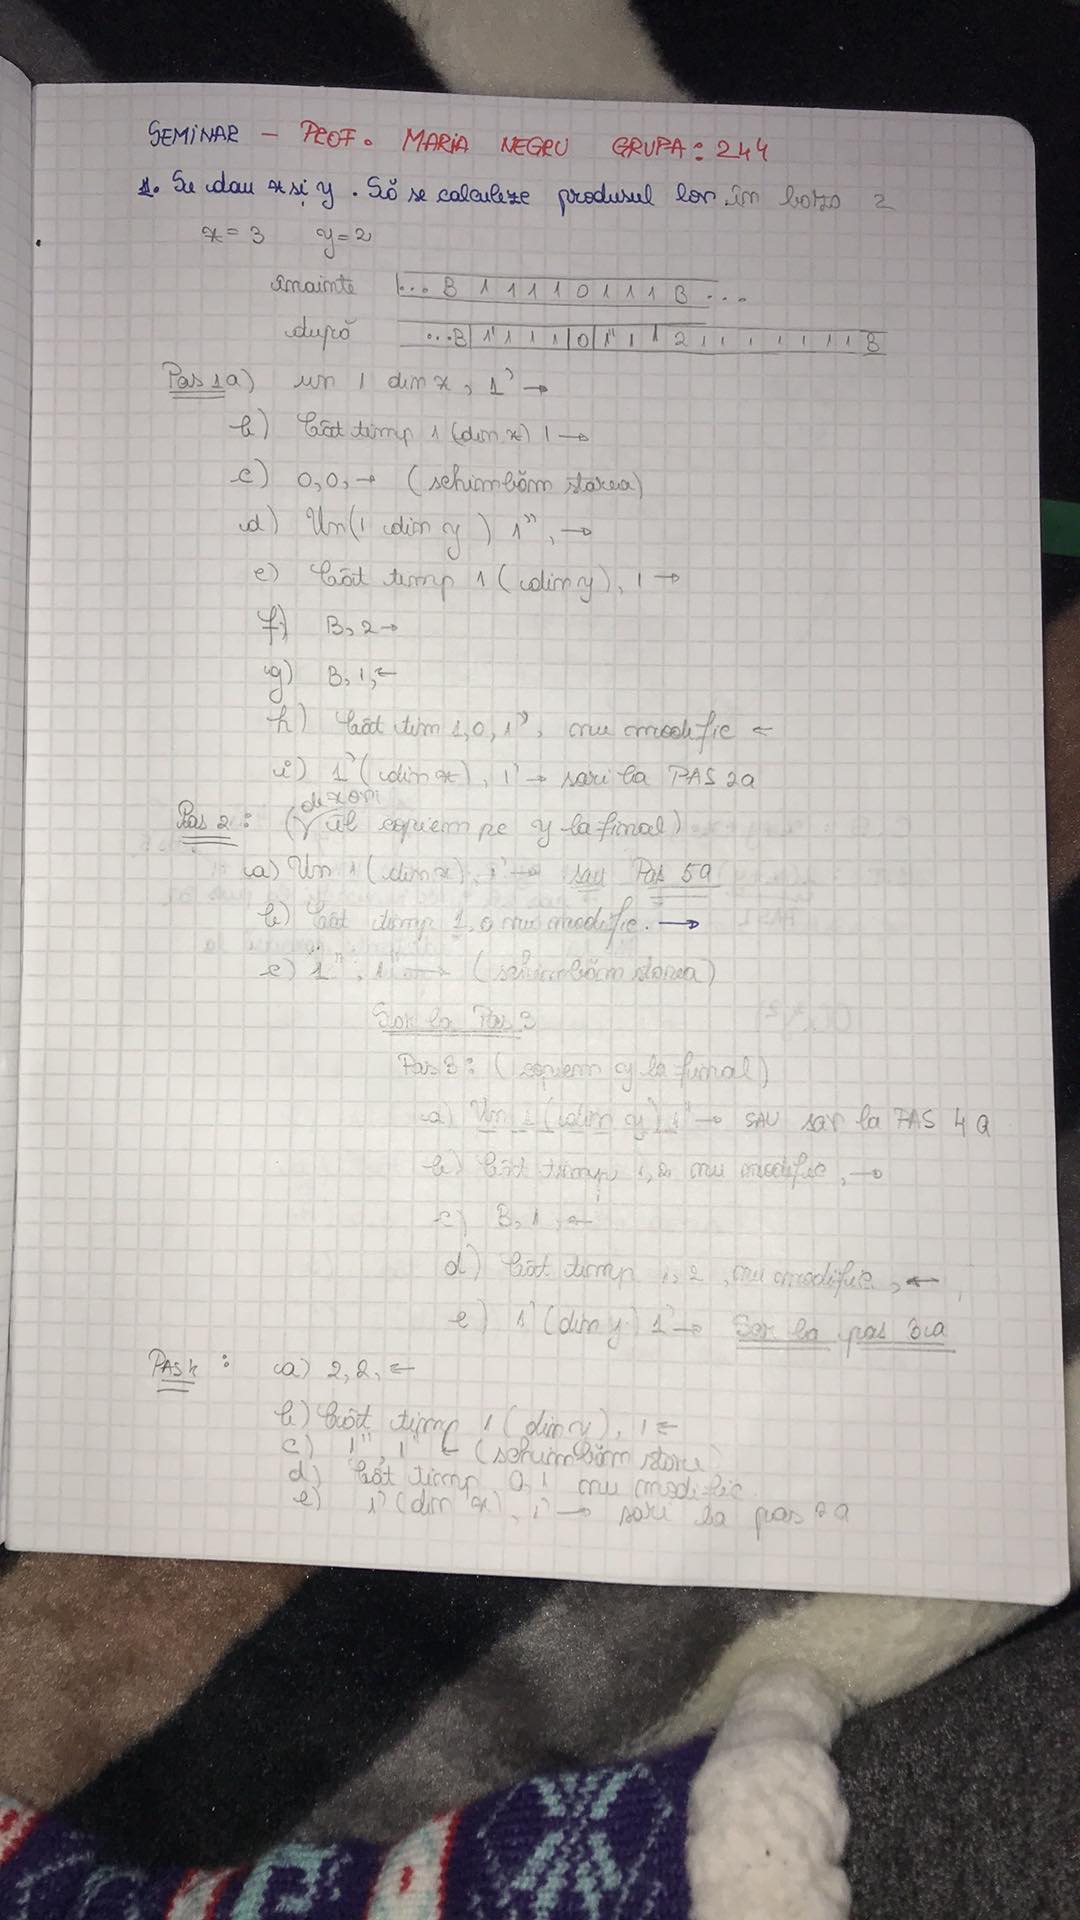 SEMINAR - PROF. MARIA NEGRU GRUPA: 244
1. Se dau x și y. Să se calculeze produsul lor în baza 2
x = 3 y = 2
înainte ... B 1 1 1 1 0 1 1 1 B ...
după ... B 1' 1 1 1 0 1'' 1 1 2 1 1 1 1 1 1 1 B
Pas 1 a) un 1 din x, 1' →
b) Cât timp 1 (din x) 1 →
c) 0, 0, → (schimbăm starea)
d) Un (1 din y) 1'', →
e) Cât timp 1 (din y), 1 →
f) B, 2 →
g) B, 1, ←
h) Cât tim 1, 0, 1'', nu modific ←
i) 1' (din x), 1' → sari la PAS 2a
Pas 2: (de x ori îl copiem pe y la final)
a) Un 1 (din x), 1' → sau Pas 5a
b) Cât timp 1, 0 nu modific. →
c) 1'', 1'' → (schimbăm starea)
Sar la Pas 3
Pas 3: (copiem y la final)
a) Un 1 (din y) 1'' → SAU sar la PAS 4 a
b) Cât timp 1, 2 nu modific, →
c) B, 1, ←
d) Cât timp 1, 2, nu modific, ←
e) 1' (din y) 1' → Sar la pas 3a
PAS 4: a) 2, 2, ←
b) Cât timp 1 (din y), 1 ←
c) 1'', 1'' ← (schimbăm stare)
d) Cât timp 0, 1 nu modific.
e) 1' (din x), 1' → sari la pas 2a